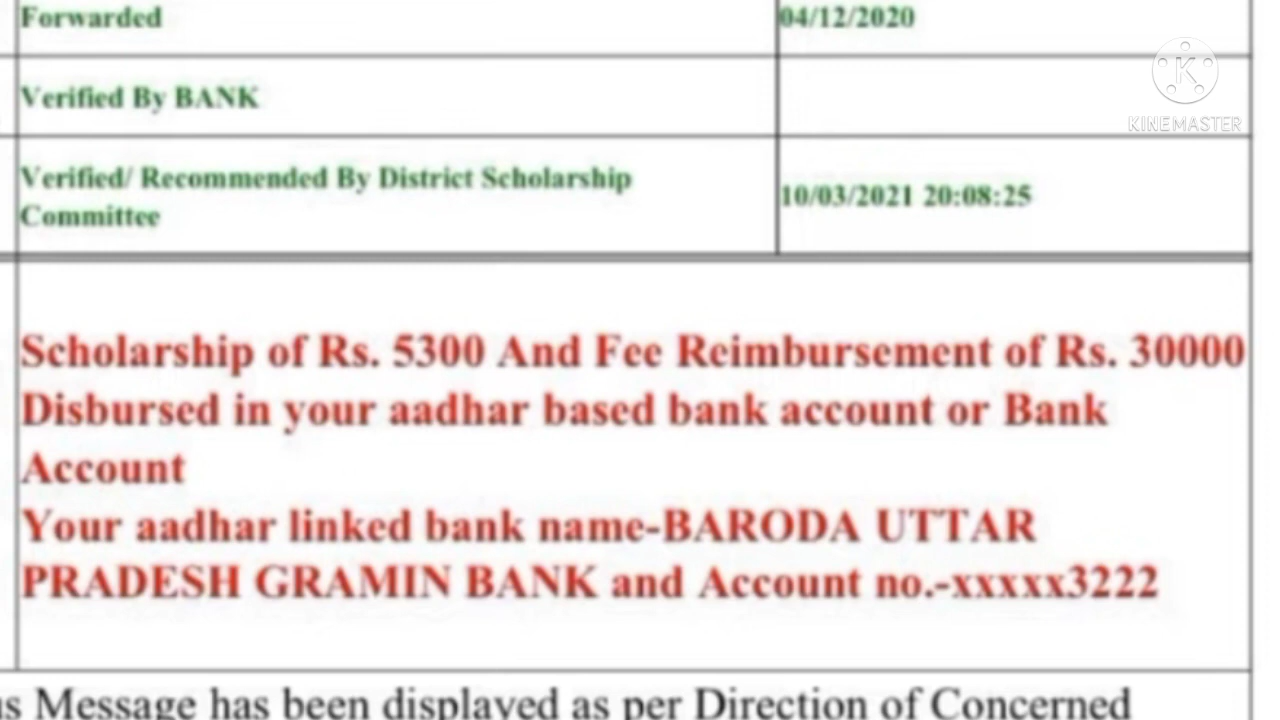 Forwarded
04/12/2020
KINEMASTER
Verified By BANK
Verified/ Recommended By District Scholarship
Committee
10/03/2021 20:08:25
Scholarship of Rs. 5300 And Fee Reimbursement of Rs. 30000
Disbursed in your aadhar based bank account or Bank
Account
Your aadhar linked bank name-BARODA UTTAR
PRADESH GRAMIN BANK and Account no.-xxxxx3222
Message has been displayed as per Direction of Concerned